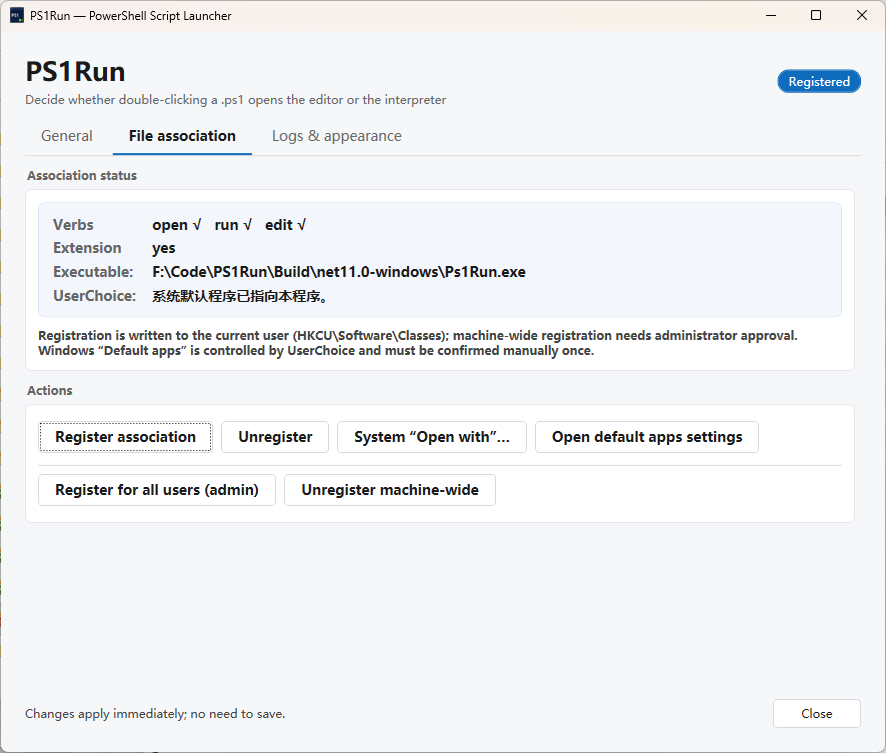 PS1Run — PowerShell Script Launcher
PS1Run
Decide whether double-clicking a .ps1 opens the editor or the interpreter
Registered
General File association Logs & appearance
Association status
Verbs open √ run √ edit √
Extension yes
Executable: F:\Code\PS1Run\Build\net11.0-windows\Ps1Run.exe
UserChoice: 系统默认程序已指向本程序。
Registration is written to the current user (HKCU\Software\Classes); machine-wide registration needs administrator approval.
Windows “Default apps” is controlled by UserChoice and must be confirmed manually once.
Actions
Register association Unregister System “Open with”... Open default apps settings
Register for all users (admin) Unregister machine-wide
Changes apply immediately; no need to save.
Close